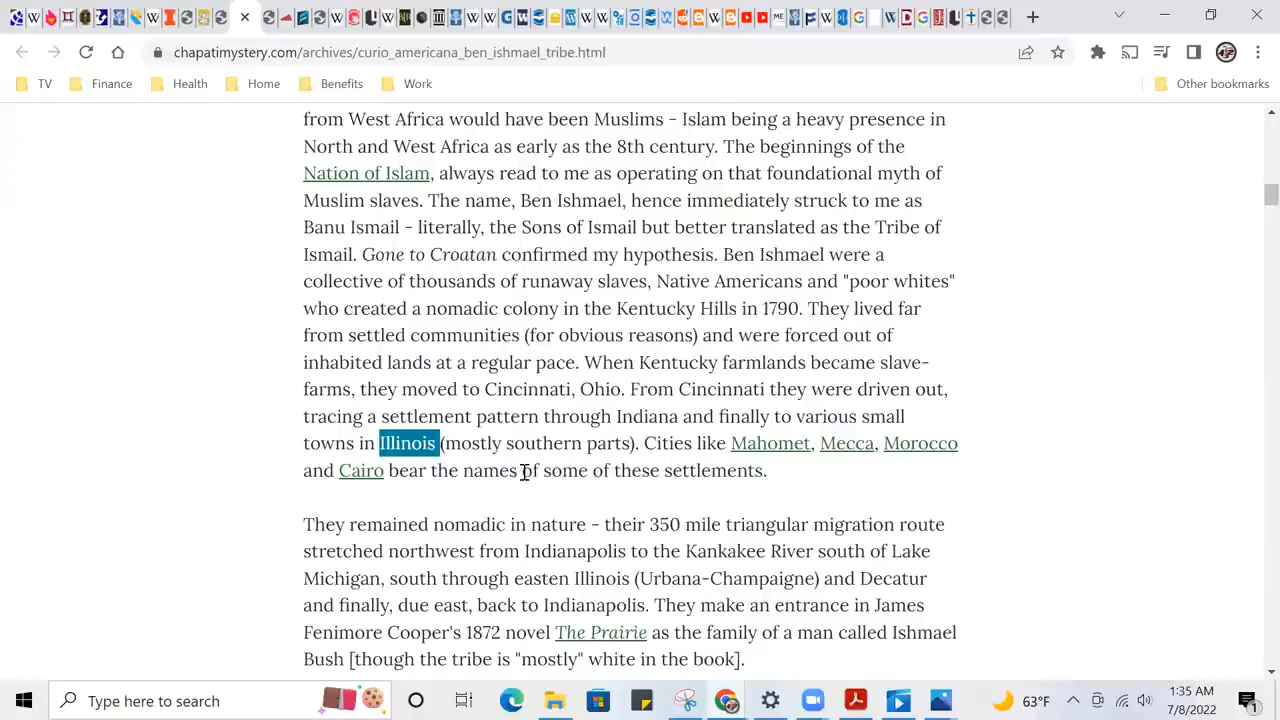 chapatimystery.com/archives/curio_americana_ben_ishmael_tribe.html
TV Finance Health Home Benefits Work Other bookmarks
from West Africa would have been Muslims - Islam being a heavy presence in
North and West Africa as early as the 8th century. The beginnings of the
Nation of Islam, always read to me as operating on that foundational myth of
Muslim slaves. The name, Ben Ishmael, hence immediately struck to me as
Banu Ismail - literally, the Sons of Ismail but better translated as the Tribe of
Ismail. Gone to Croatan confirmed my hypothesis. Ben Ishmael were a
collective of thousands of runaway slaves, Native Americans and "poor whites"
who created a nomadic colony in the Kentucky Hills in 1790. They lived far
from settled communities (for obvious reasons) and were forced out of
inhabited lands at a regular pace. When Kentucky farmlands became slave-
farms, they moved to Cincinnati, Ohio. From Cincinnati they were driven out,
tracing a settlement pattern through Indiana and finally to various small
towns in Illinois (mostly southern parts). Cities like Mahomet, Mecca, Morocco
and Cairo bear the names of some of these settlements.
They remained nomadic in nature - their 350 mile triangular migration route
stretched northwest from Indianapolis to the Kankakee River south of Lake
Michigan, south through easten Illinois (Urbana-Champaigne) and Decatur
and finally, due east, back to Indianapolis. They make an entrance in James
Fenimore Cooper's 1872 novel The Prairie as the family of a man called Ishmael
Bush [though the tribe is "mostly" white in the book].
Type here to search
63°F
1:35 AM
7/8/2022